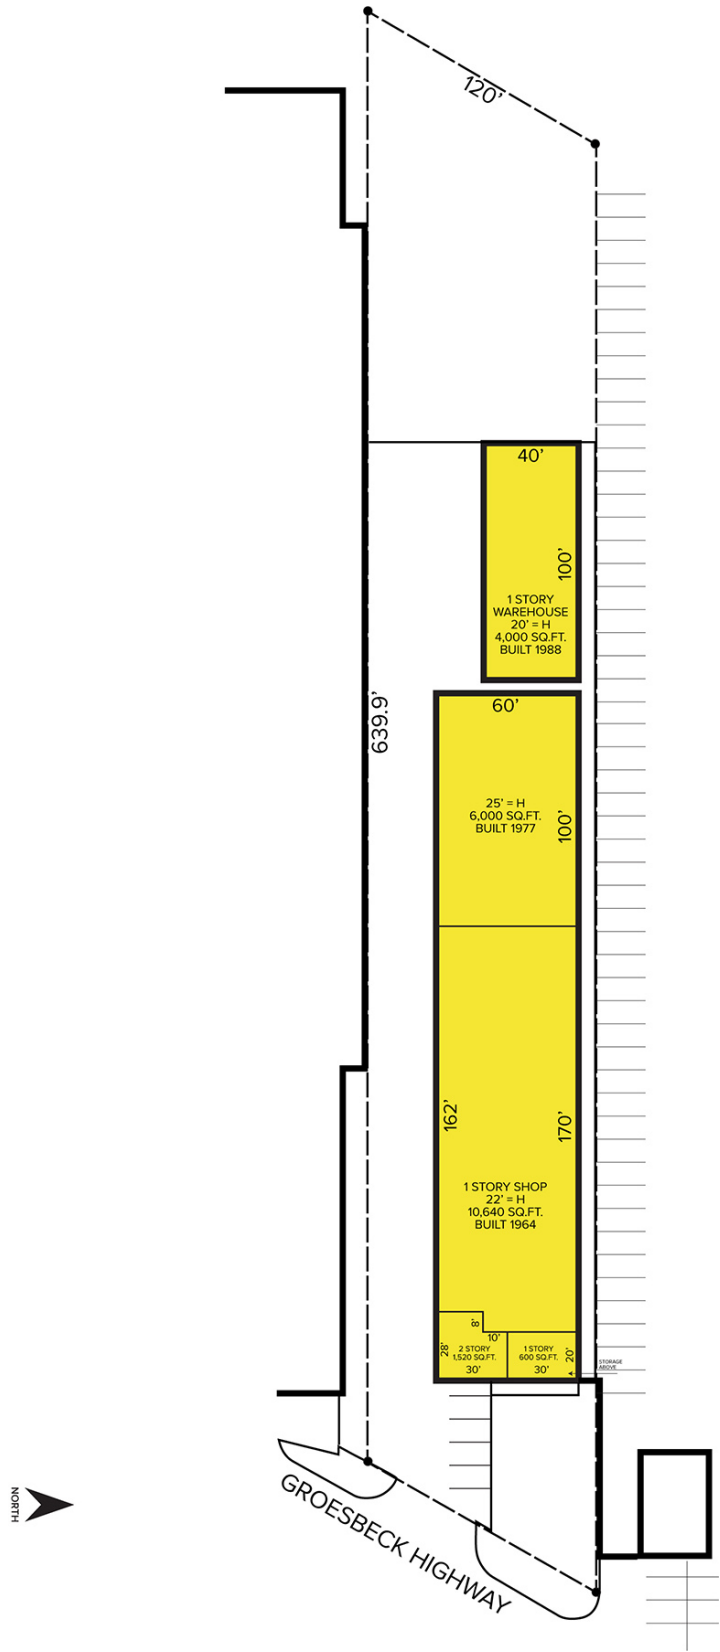 120’
40’
100’
1 STORY
WAREHOUSE
20’ = H
4,000 SQ.FT.
BUILT 1988
639.9’
60’
25’ = H
6,000 SQ.FT.
BUILT 1977
100’
162’
170’
1 STORY SHOP
22’ = H
10,640 SQ.FT.
BUILT 1964
8’
10’
28’
2 STORY
1,520 SQ.FT.
30’
1 STORY
600 SQ.FT.
30’
20’
STORAGE
ABOVE
NORTH
GROESBECK HIGHWAY